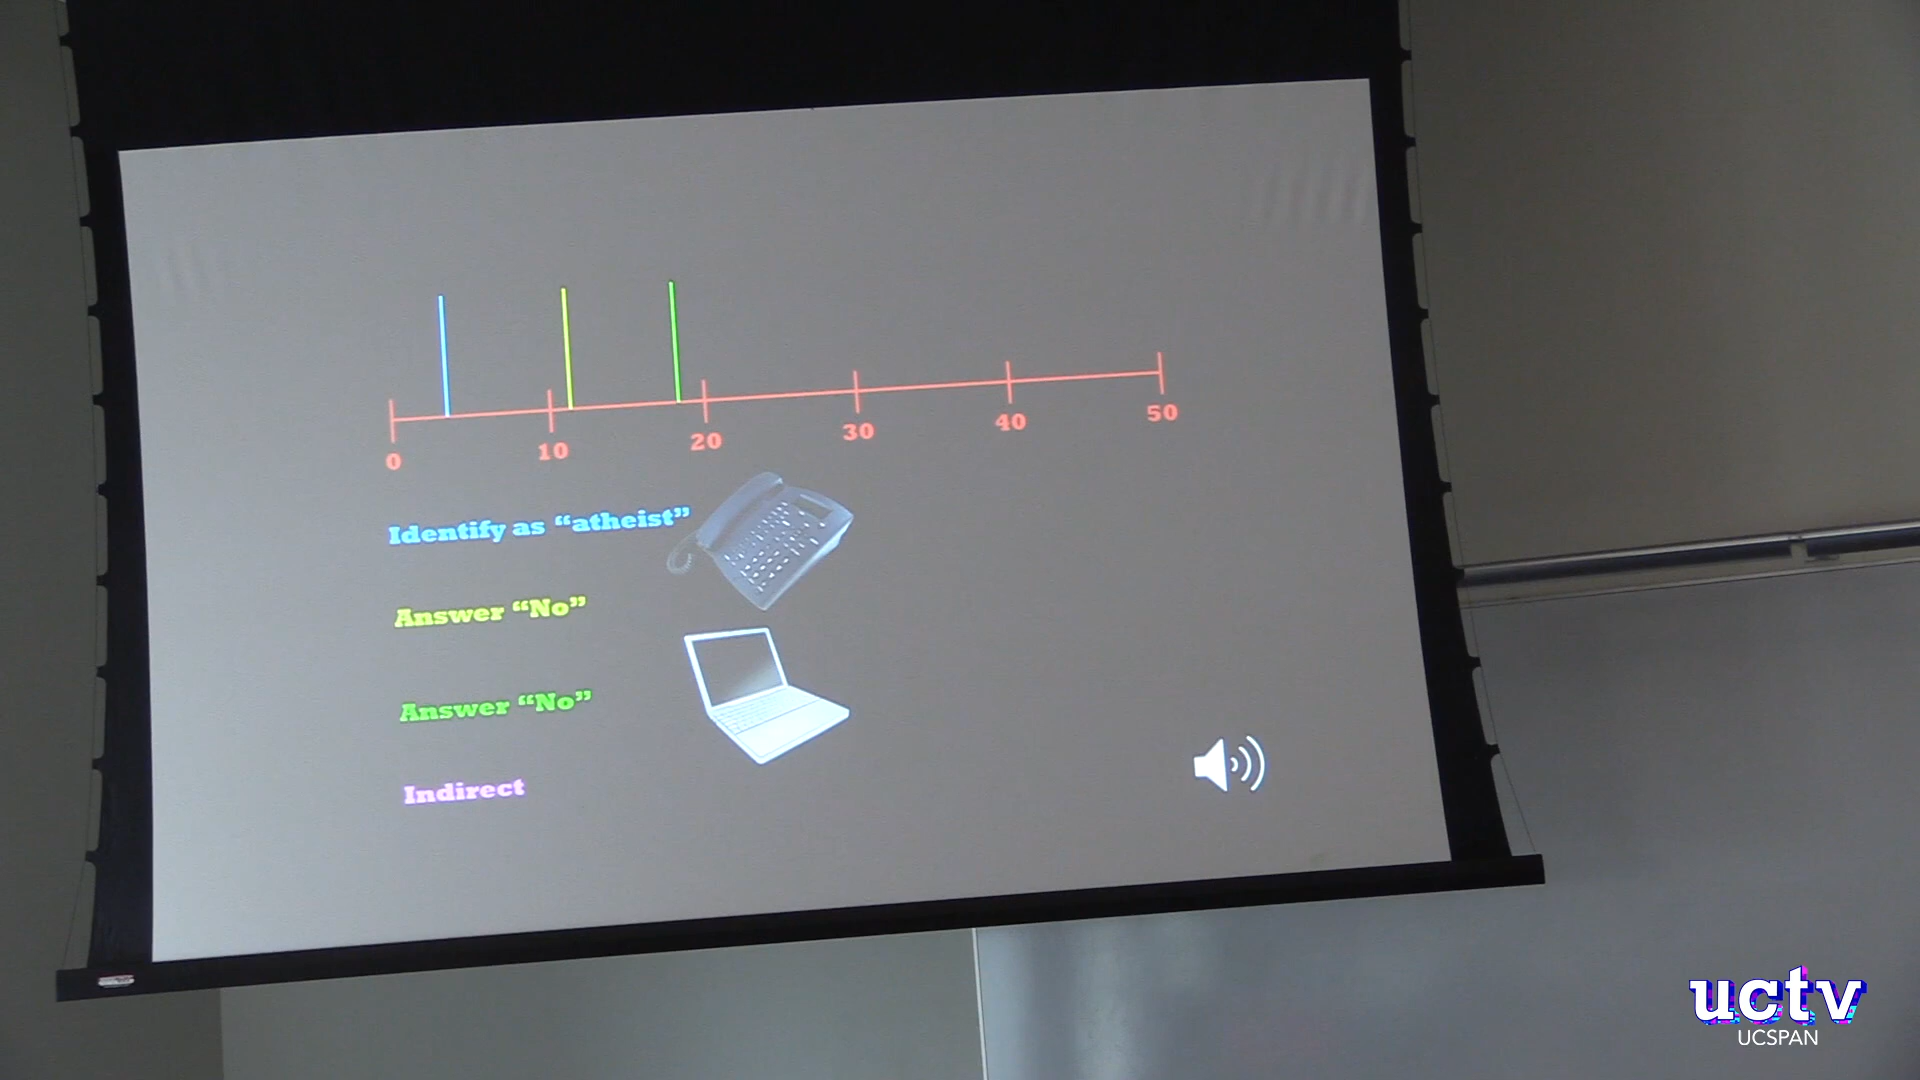 0 10 20 30 40 50
Identify as “atheist”
Answer “No”
Answer “No”
Indirect
uctv
UCSPAN